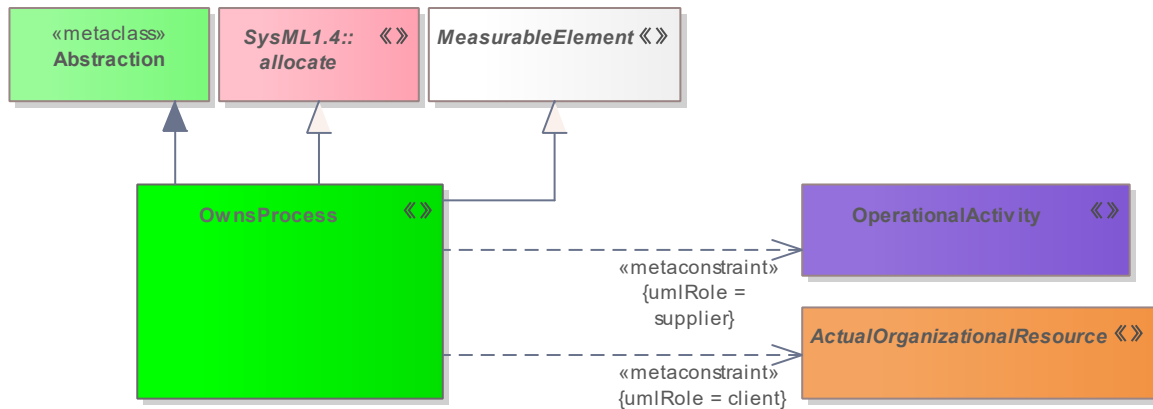 «metaclass»
Abstraction
SysML1.4::
allocate
MeasurableElement
OwnsProcess
OperationalActivity
«metaconstraint»
{umlRole =
supplier}
ActualOrganizationalResource
«metaconstraint»
{umlRole = client}